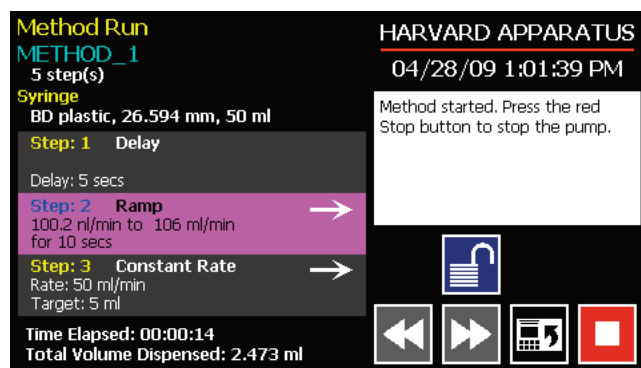 Method Run
METHOD_1
5 step(s)
Syringe
BD plastic, 26.594 mm, 50 ml
Step: 1 Delay
Delay: 5 secs
Step: 2 Ramp
100.2 nl/min to 106 ml/min
for 10 secs
Step: 3 Constant Rate
Rate: 50 ml/min
Target: 5 ml
Time Elapsed: 00:00:14
Total Volume Dispensed: 2.473 ml
HARVARD APPARATUS
04/28/09 1:01:39 PM
Method started. Press the red
Stop button to stop the pump.